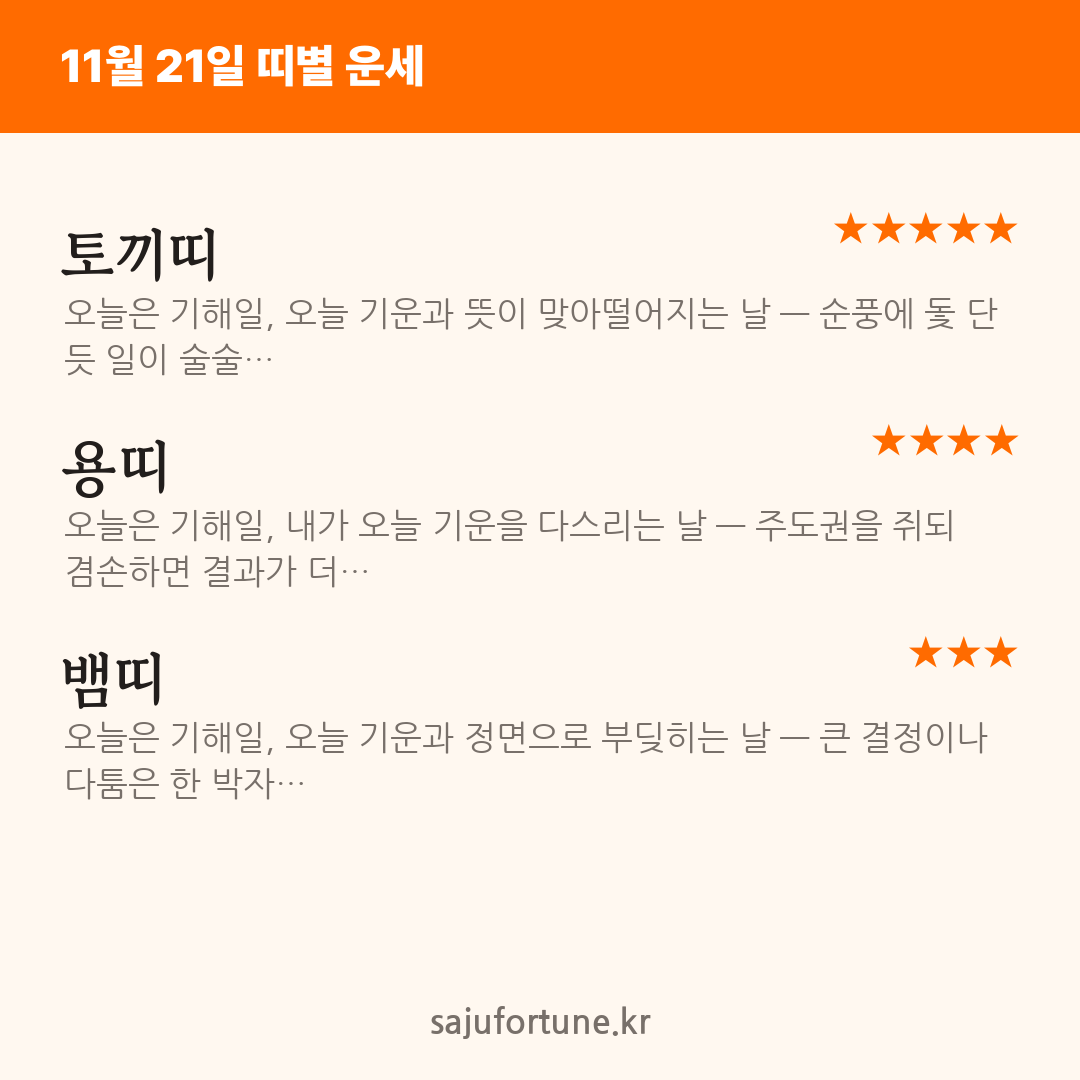 11월 21일 띠별 운세
토끼띠
★★★★★
오늘은 기해일, 오늘 기운과 뜻이 맞아떨어지는 날 — 순풍에 돛 단
듯 일이 술술…
용띠
★★★★
오늘은 기해일, 내가 오늘 기운을 다스리는 날 — 주도권을 쥐되
겸손하면 결과가 더…
뱀띠
★★★
오늘은 기해일, 오늘 기운과 정면으로 부딪히는 날 — 큰 결정이나
다툼은 한 박자…
sajufortune.kr